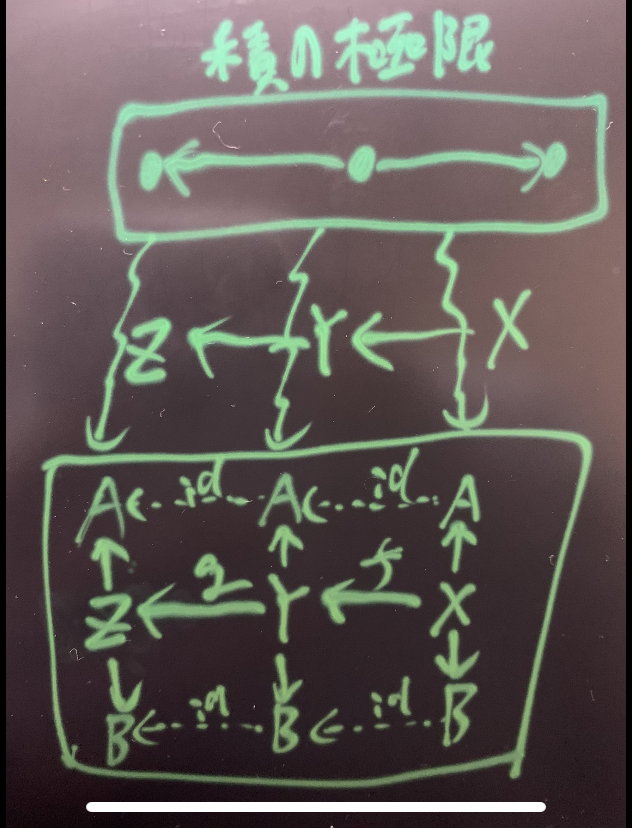 積の極限
Z ← Y ← X
A ← id A ← id A
↑ ↑ ↑
Z ← g Y ← f X
↓ ↓ ↓
B ← id B ← id B